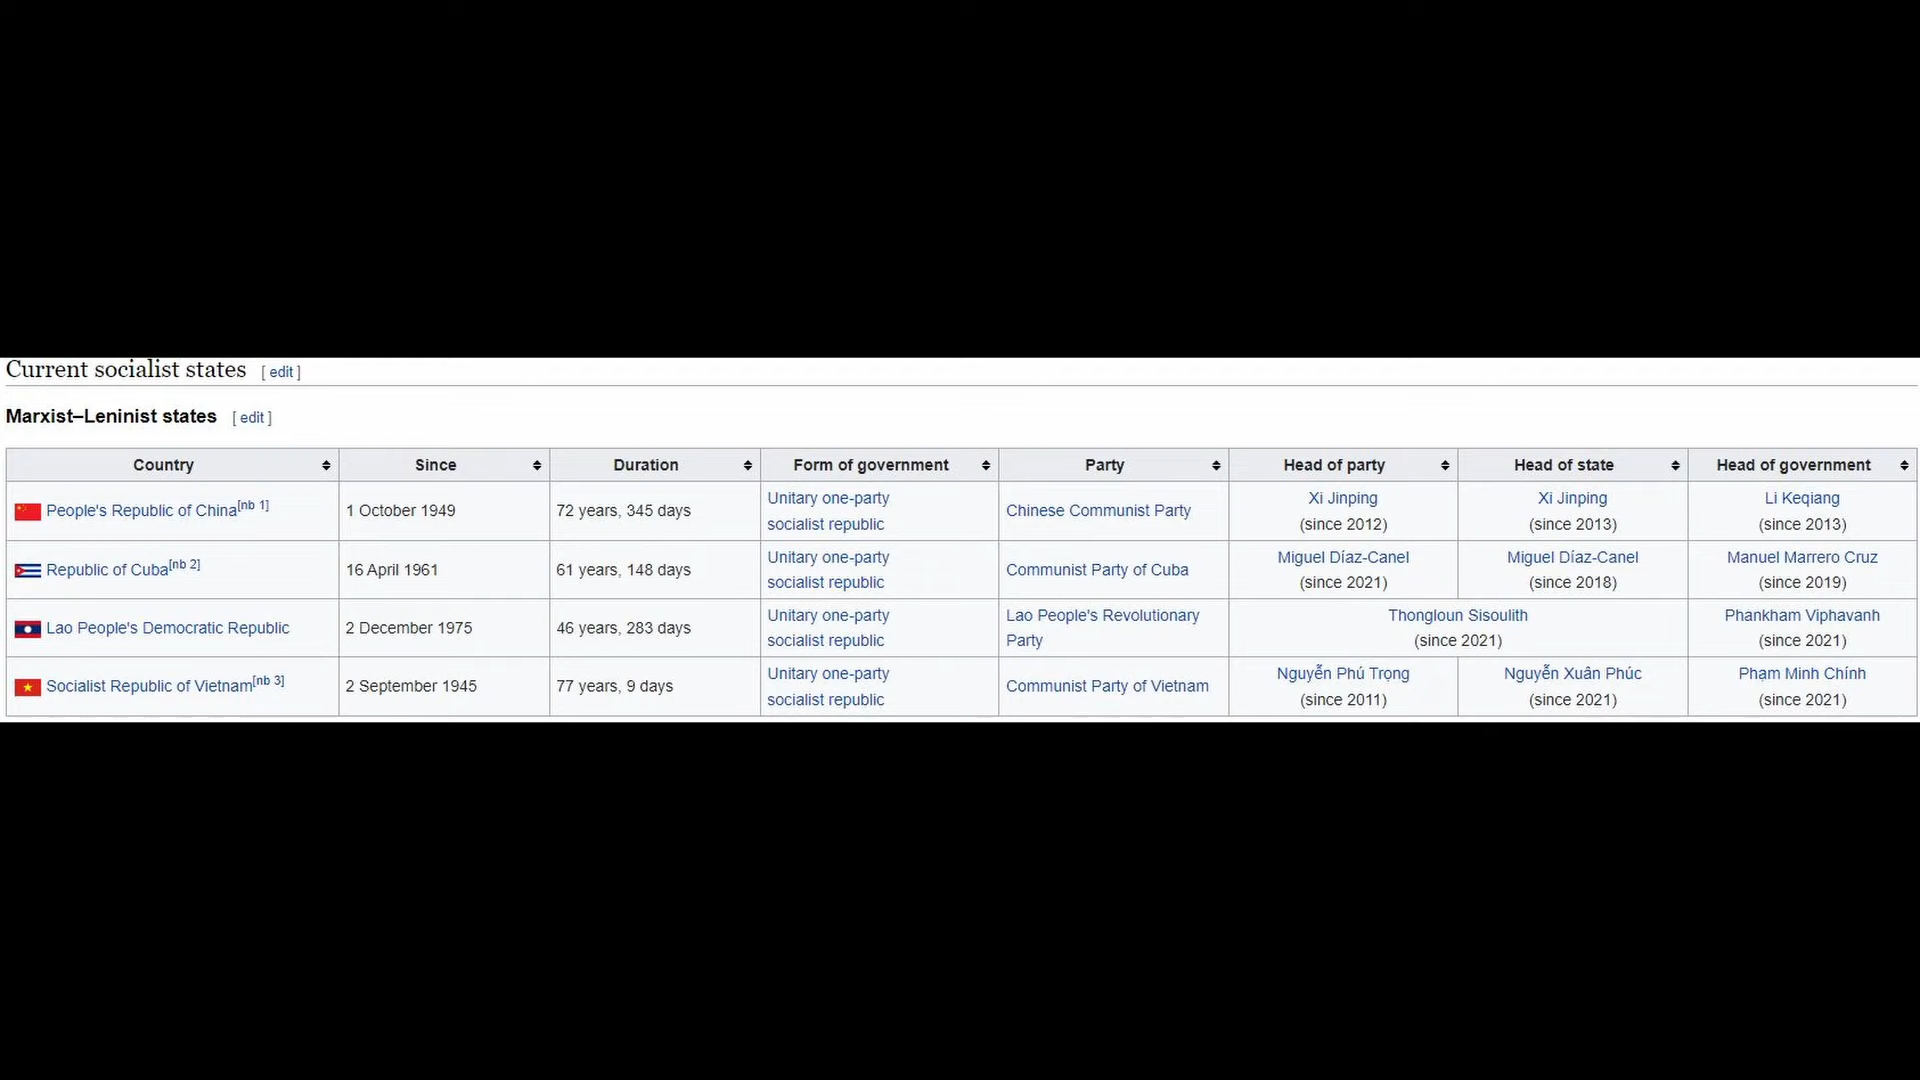 Current socialist states [ edit ]
Marxist–Leninist states [ edit ]
Country Since Duration Form of government Party Head of party Head of state Head of government
People's Republic of China[nb 1] 1 October 1949 72 years, 345 days Unitary one-party socialist republic Chinese Communist Party Xi Jinping (since 2012) Xi Jinping (since 2013) Li Keqiang (since 2013)
Republic of Cuba[nb 2] 16 April 1961 61 years, 148 days Unitary one-party socialist republic Communist Party of Cuba Miguel Díaz-Canel (since 2021) Miguel Díaz-Canel (since 2018) Manuel Marrero Cruz (since 2019)
Lao People's Democratic Republic 2 December 1975 46 years, 283 days Unitary one-party socialist republic Lao People's Revolutionary Party Thongloun Sisoulith (since 2021) Phankham Viphavanh (since 2021)
Socialist Republic of Vietnam[nb 3] 2 September 1945 77 years, 9 days Unitary one-party socialist republic Communist Party of Vietnam Nguyễn Phú Trọng (since 2011) Nguyễn Xuân Phúc (since 2021) Phạm Minh Chính (since 2021)